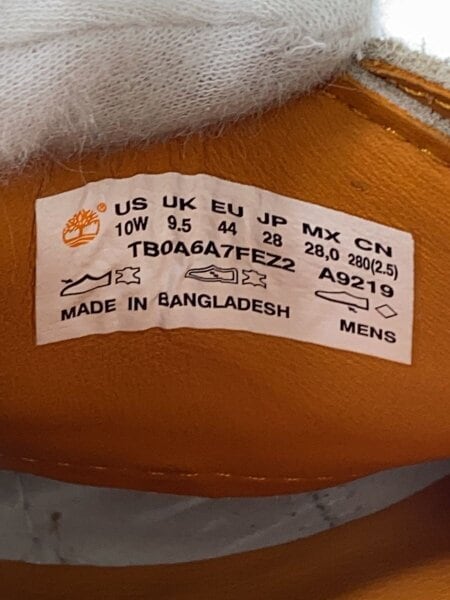 US UK EU JP MX CN
10W 9.5 44 28 28,0 280(2.5)
TB0A6A7FEZ2 A9219
MADE IN BANGLADESH MENS